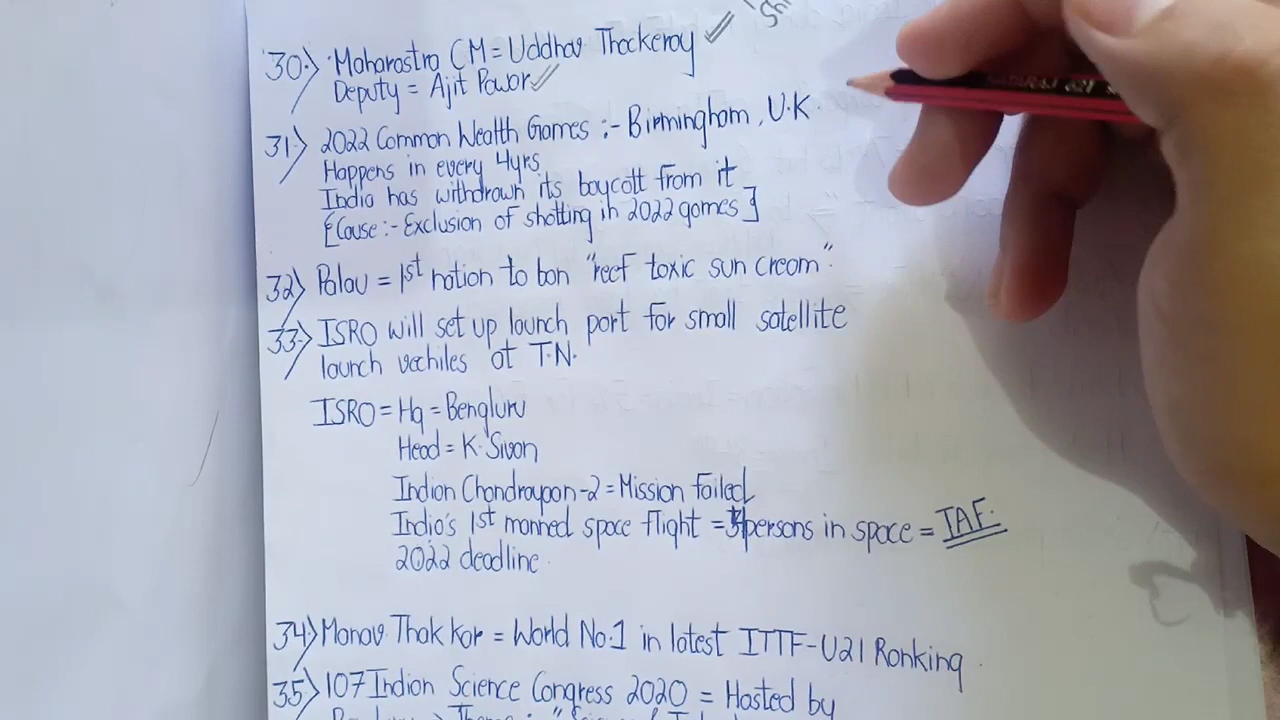 30) Maharastra CM = Uddhav Thackeray
Deputy = Ajit Pawar
31) 2022 Common Wealth Games :- Birmingham, U.K.
Happens in every 4yrs
India has withdrawn its boycott from it
[Cause :- Exclusion of shotting in 2022 games]
32) Palau = 1st nation to ban "reef toxic sun cream".
33) ISRO will set up launch port for small satellite
launch vechiles at T.N.
ISRO = Hq = Bengluru
Head = K. Sivan
Indian Chandrayan-2 = Mission failed
India's 1st manned space flight = persons in space = IAF.
2022 deadline.
34) Manav Thakkar = World No.1 in latest ITTF-U21 Ranking.
35) 107 Indian Science Congress 2020 = Hosted by